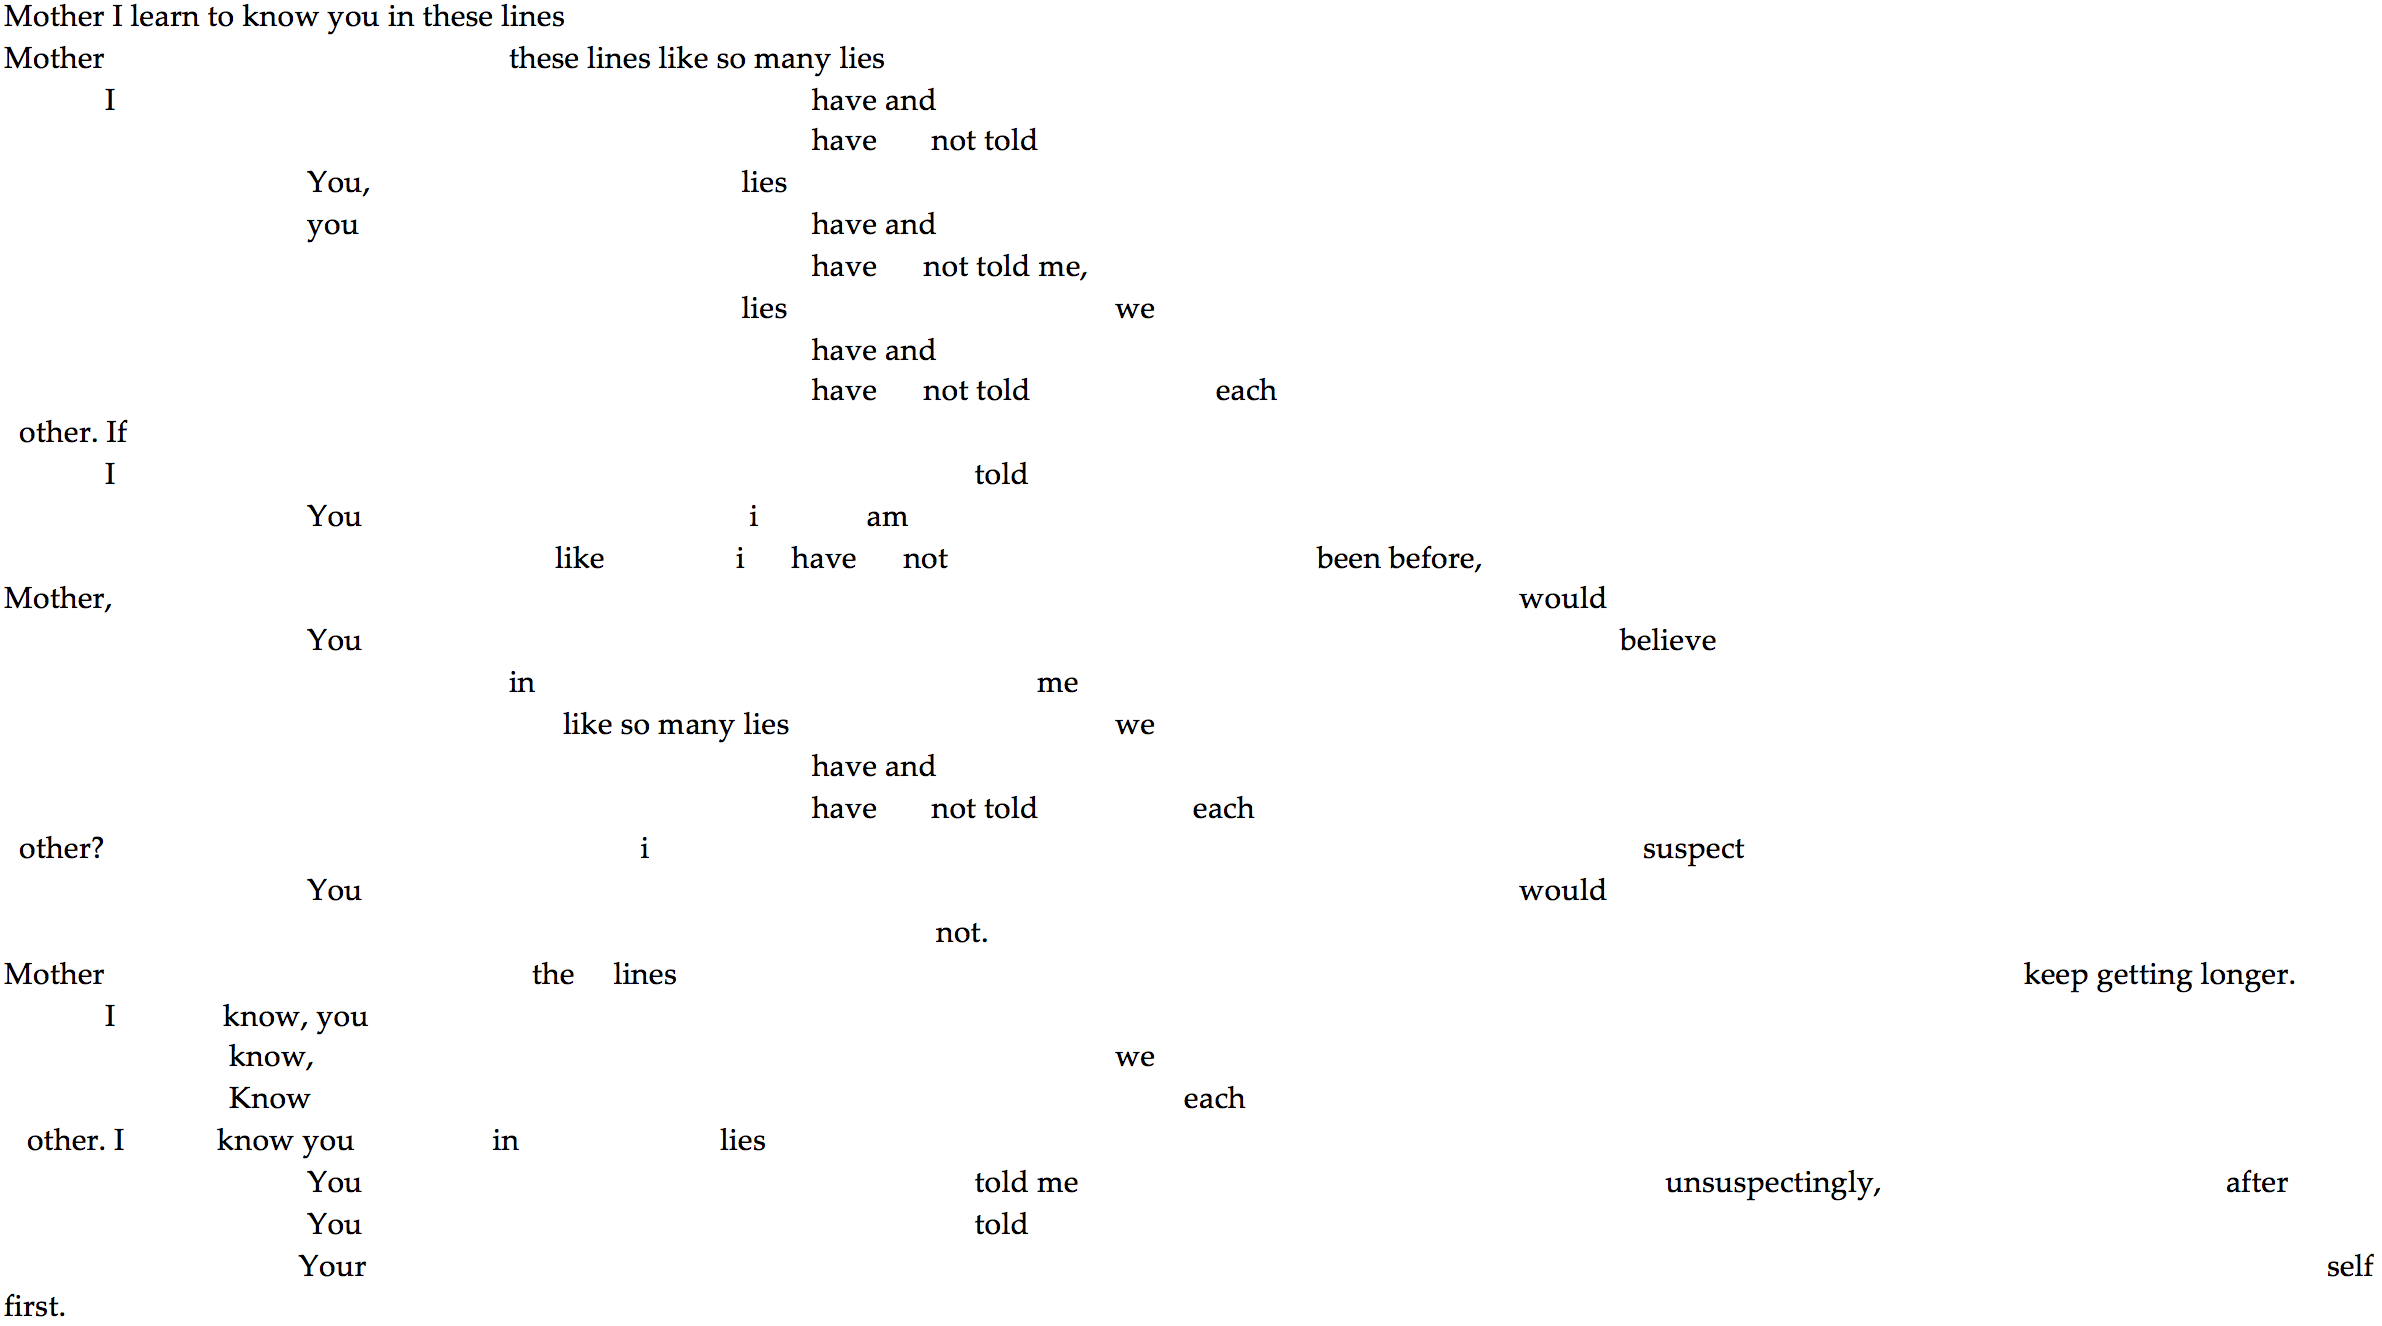 Mother I learn to know you in these lines
Mother these lines like so many lies
I have and
have not told
You, lies
you have and
have not told me,
lies we
have and
have not told each
other. If
I told
You i am
like i have not been before,
Mother, would
You believe
in me
like so many lies we
have and
have not told each
other? i suspect
You would
not.
Mother the lines keep getting longer.
I know, you
know, we
Know each
other. I know you in lies
You told me unsuspectingly, after
You told
Your self
first.